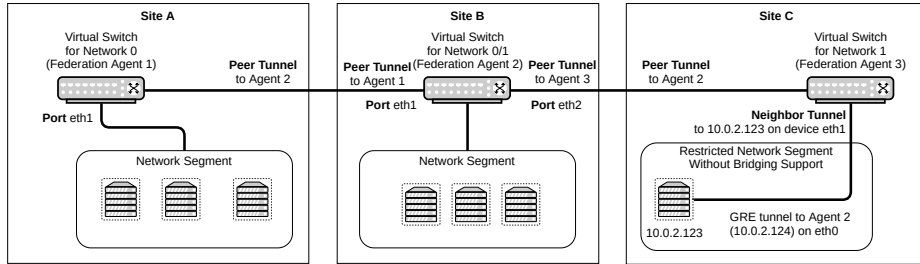 Site A
Virtual Switch
for Network 0
(Federation Agent 1)
Peer Tunnel
to Agent 2
Port eth1
Network Segment
Site B
Virtual Switch
for Network 0/1
(Federation Agent 2)
Peer Tunnel
to Agent 1
Peer Tunnel
to Agent 3
Port eth1
Port eth2
Network Segment
Site C
Peer Tunnel
to Agent 2
Virtual Switch
for Network 1
(Federation Agent 3)
Neighbor Tunnel
to 10.0.2.123 on device eth1
Restricted Network Segment
Without Bridging Support
10.0.2.123
GRE tunnel to Agent 2
(10.0.2.124) on eth0